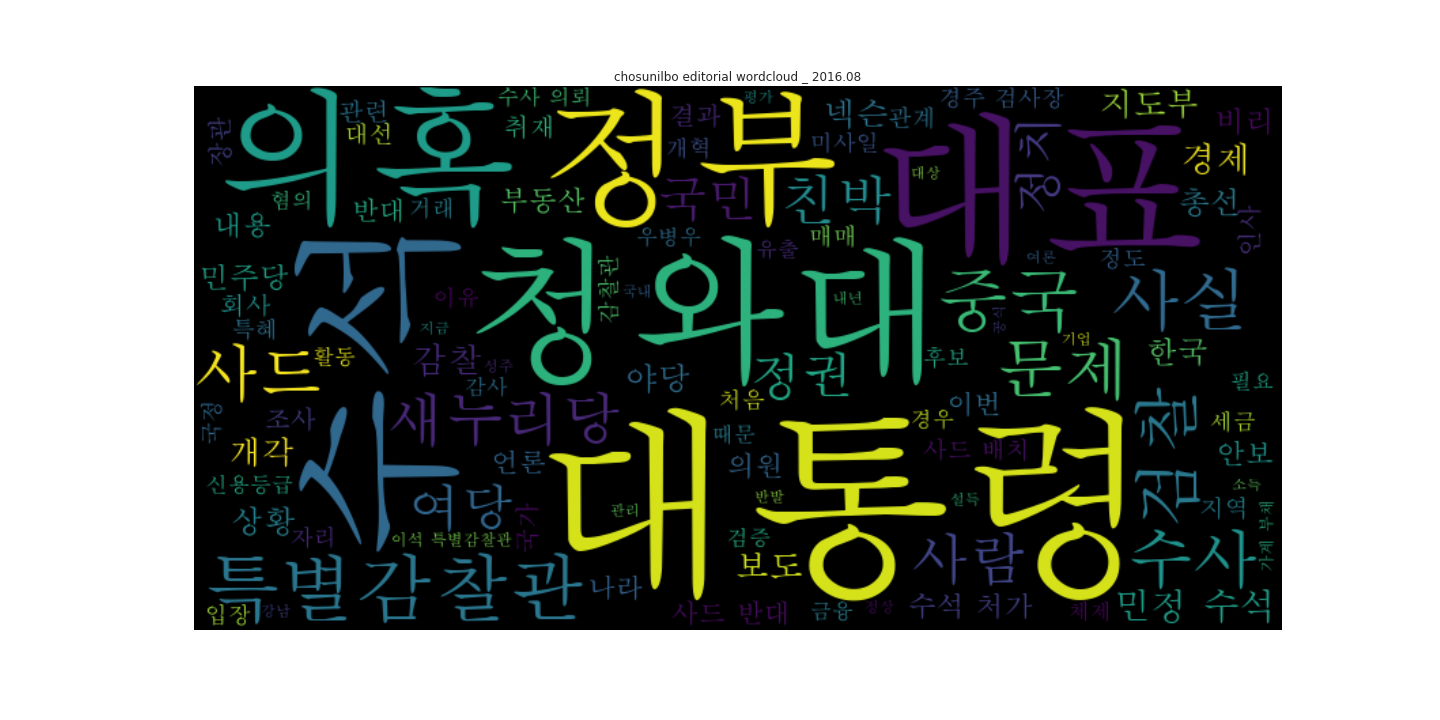 chosunilbo editorial wordcloud _ 2016.08
의혹
정부
대표
관련
대선
장관
수사 의뢰
취재
결과
개혁
평가
넥슨
관계
미사일
경주 검사장
지도부
비리
정치
경제
대상
혐의
내용
반대
거래
부동산
국민
친박
총선
인사
우병우
유출
매매
여론
정도
수석
청와대
감찰관
국내
내년
중국
공식
사실
민주당
회사
특혜
이유
지금
사드
활동
감찰
성주
감사
야당
정권
후보
문제
기업
한국
필요
국정
조사
새누리당
처음
때문
이번
경우
검찰
세금
개각
언론
대통령
의원
사드 배치
안보
신용등급
상황
자리
여당
국가
이석 특별감찰관
관리
반발
설득
소득
지역
가계 부채
특별감찰관
나라
검증
보도
사람
수사
입장
강남
사드 반대
금융
정상
수석 처가
체제
민정 수석